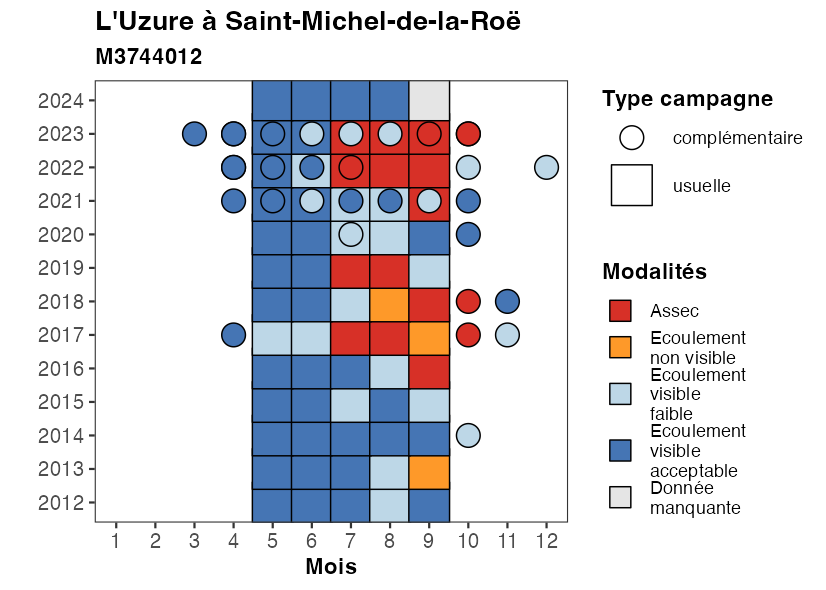 L'Uzure à Saint-Michel-de-la-Roë
M3744012
2024
2023
2022
2021
2020
2019
2018
2017
2016
2015
2014
2013
2012
1 2 3 4 5 6 7 8 9 10 11 12
Mois
Type campagne
complémentaire
usuelle
Modalités
Assec
Ecoulement
non visible
Ecoulement
visible
faible
Ecoulement
visible
acceptable
Donnée
manquante